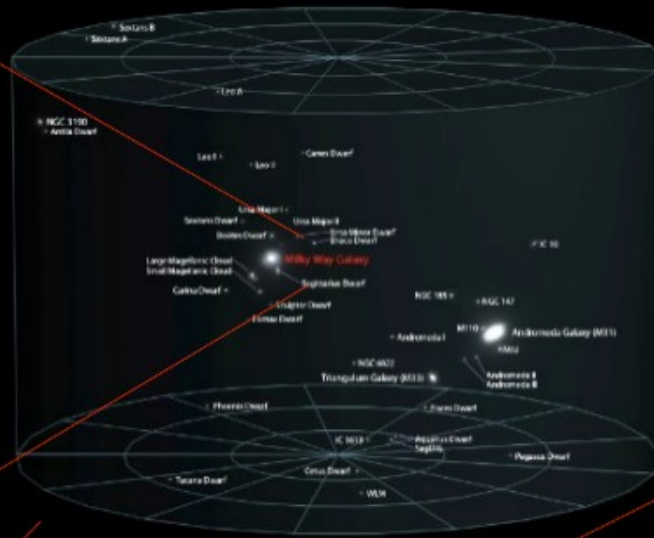 Sextans B
Sextans A
Leo A
NGC 3190
Antlia Dwarf
Leo I
Leo II
Canes Dwarf
Ursa Major I
Sextans Dwarf
Ursa Major II
Bootes Dwarf
Ursa Minor Dwarf
Draco Dwarf
IC 10
Milky Way Galaxy
Large Magellanic Cloud
Small Magellanic Cloud
Sagittarius Dwarf
Carina Dwarf
NGC 185
NGC 147
Sculptor Dwarf
Fornax Dwarf
M110
Andromeda Galaxy (M31)
Andromeda I
M32
NGC 6822
Triangulum Galaxy (M33)
Andromeda II
Andromeda III
Phoenix Dwarf
Pisces Dwarf
IC 1613
Aquarius Dwarf
SagDIG
Cetus Dwarf
Pegasus Dwarf
Tucana Dwarf
WLM